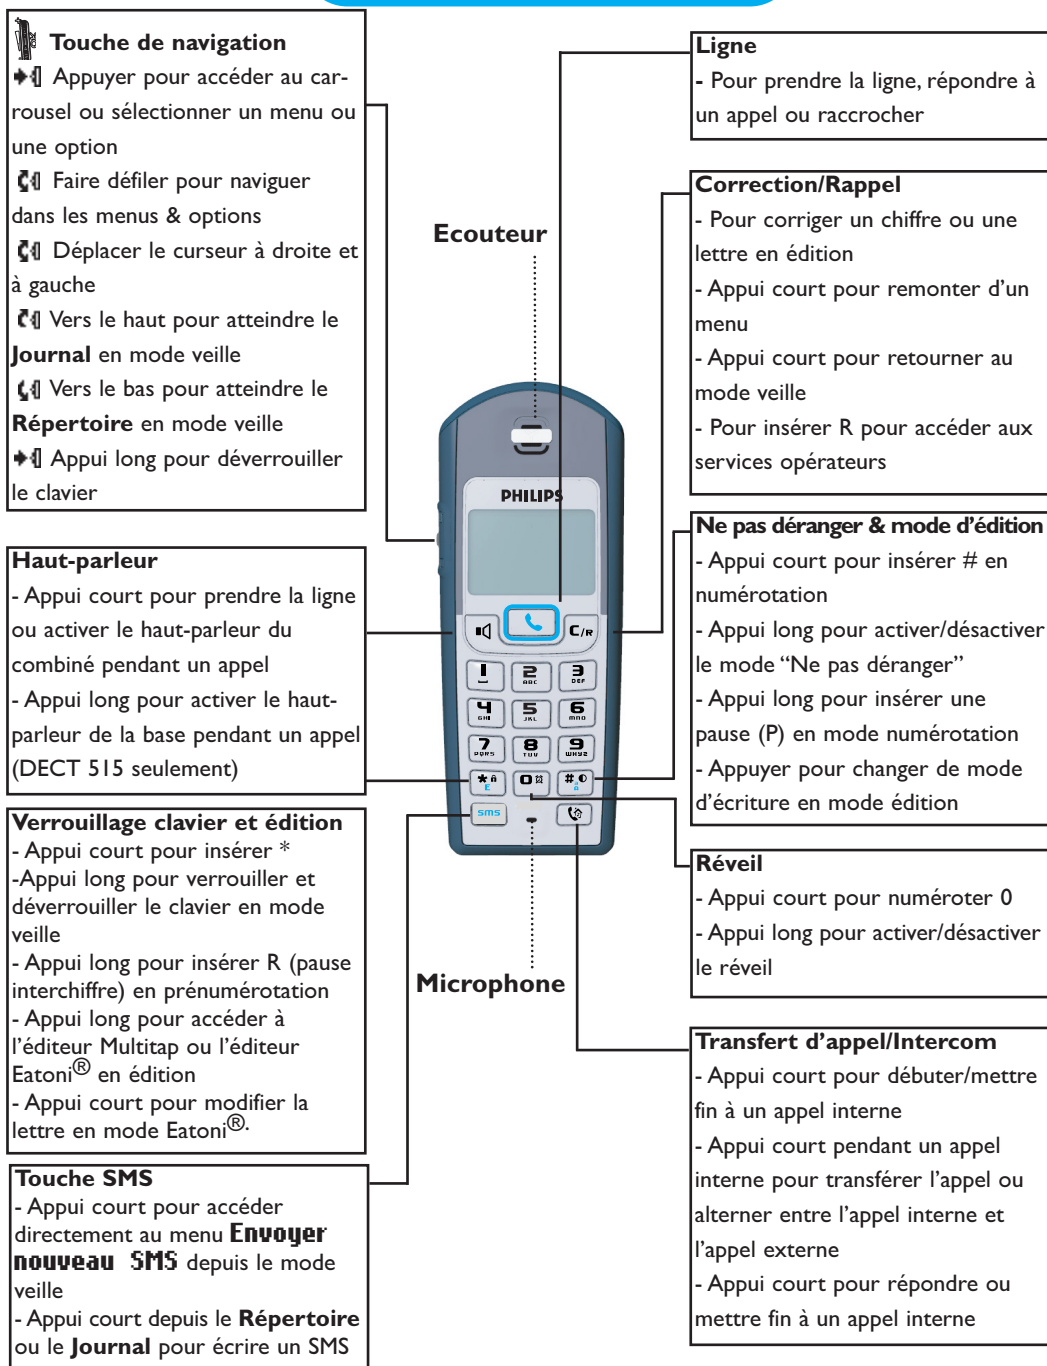 Touche de navigation
Appuyer pour accéder au car-
rousel ou sélectionner un menu ou
une option
Faire défiler pour naviguer
dans les menus & options
Déplacer le curseur à droite et
à gauche
Vers le haut pour atteindre le
Journal en mode veille
Vers le bas pour atteindre le
Répertoire en mode veille
Appui long pour déverrouiller
le clavier
Haut-parleur
- Appui court pour prendre la ligne
ou activer le haut-parleur du
combiné pendant un appel
- Appui long pour activer le haut-
parleur de la base pendant un appel
(DECT 515 seulement)
Verrouillage clavier et édition
- Appui court pour insérer *
-Appui long pour verrouiller et
déverrouiller le clavier en mode
veille
- Appui long pour insérer R (pause
interchiffre) en prénumérotation
- Appui long pour accéder à
l'éditeur Multitap ou l'éditeur
Eatoni® en édition
- Appui court pour modifier la
lettre en mode Eatoni®.
Touche SMS
- Appui court pour accéder
directement au menu Envoyer
nouveau SMS depuis le mode
veille
- Appui court depuis le Répertoire
ou le Journal pour écrire un SMS
Ecouteur
PHILIPS
C/R
1
2 ABC
3 DEF
4 GHI
5 JKL
6 MNO
7 PQRS
8 TUV
9 WXYZ
* E
0
#
sms
Microphone
Ligne
- Pour prendre la ligne, répondre à
un appel ou raccrocher
Correction/Rappel
- Pour corriger un chiffre ou une
lettre en édition
- Appui court pour remonter d'un
menu
- Appui court pour retourner au
mode veille
- Pour insérer R pour accéder aux
services opérateurs
Ne pas déranger & mode d'édition
- Appui court pour insérer # en
numérotation
- Appui long pour activer/désactiver
le mode "Ne pas déranger"
- Appui long pour insérer une
pause (P) en mode numérotation
- Appuyer pour changer de mode
d'écriture en mode édition
Réveil
- Appui court pour numéroter 0
- Appui long pour activer/désactiver
le réveil
Transfert d'appel/Intercom
- Appui court pour débuter/mettre
fin à un appel interne
- Appui court pendant un appel
interne pour transférer l'appel ou
alterner entre l'appel interne et
l'appel externe
- Appui court pour répondre ou
mettre fin à un appel interne